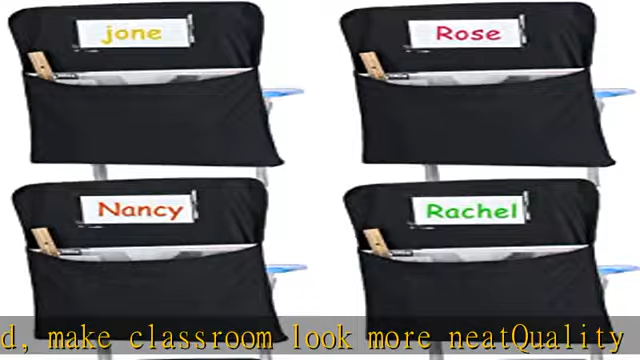 jone
Rose
Nancy
Rachel
d, make classroom look more neatQuality